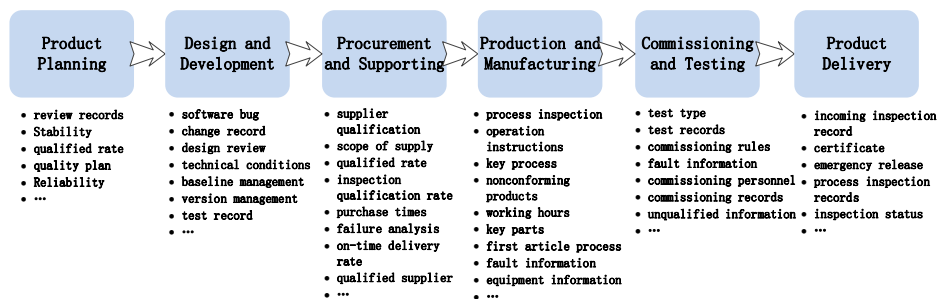 Product
Planning
Design and
Development
Procurement
and Supporting
Production and
Manufacturing
Commissioning
and Testing
Product
Delivery
• review records
• Stability
• qualified rate
• quality plan
• Reliability
• …
• software bug
• change record
• design review
• technical conditions
• baseline management
• version management
• test record
• …
• supplier
qualification
• scope of supply
• qualified rate
• inspection
qualification rate
• purchase times
• failure analysis
• on-time delivery
rate
• qualified supplier
• …
• process inspection
• operation
instructions
• key process
• nonconforming
products
• working hours
• key parts
• first article process
• fault information
• equipment information
• …
• test type
• test records
• commissioning rules
• fault information
• commissioning personnel
• commissioning records
• unqualified information
• …
• incoming inspection
record
• certificate
• emergency release
• process inspection
records
• inspection status
• …